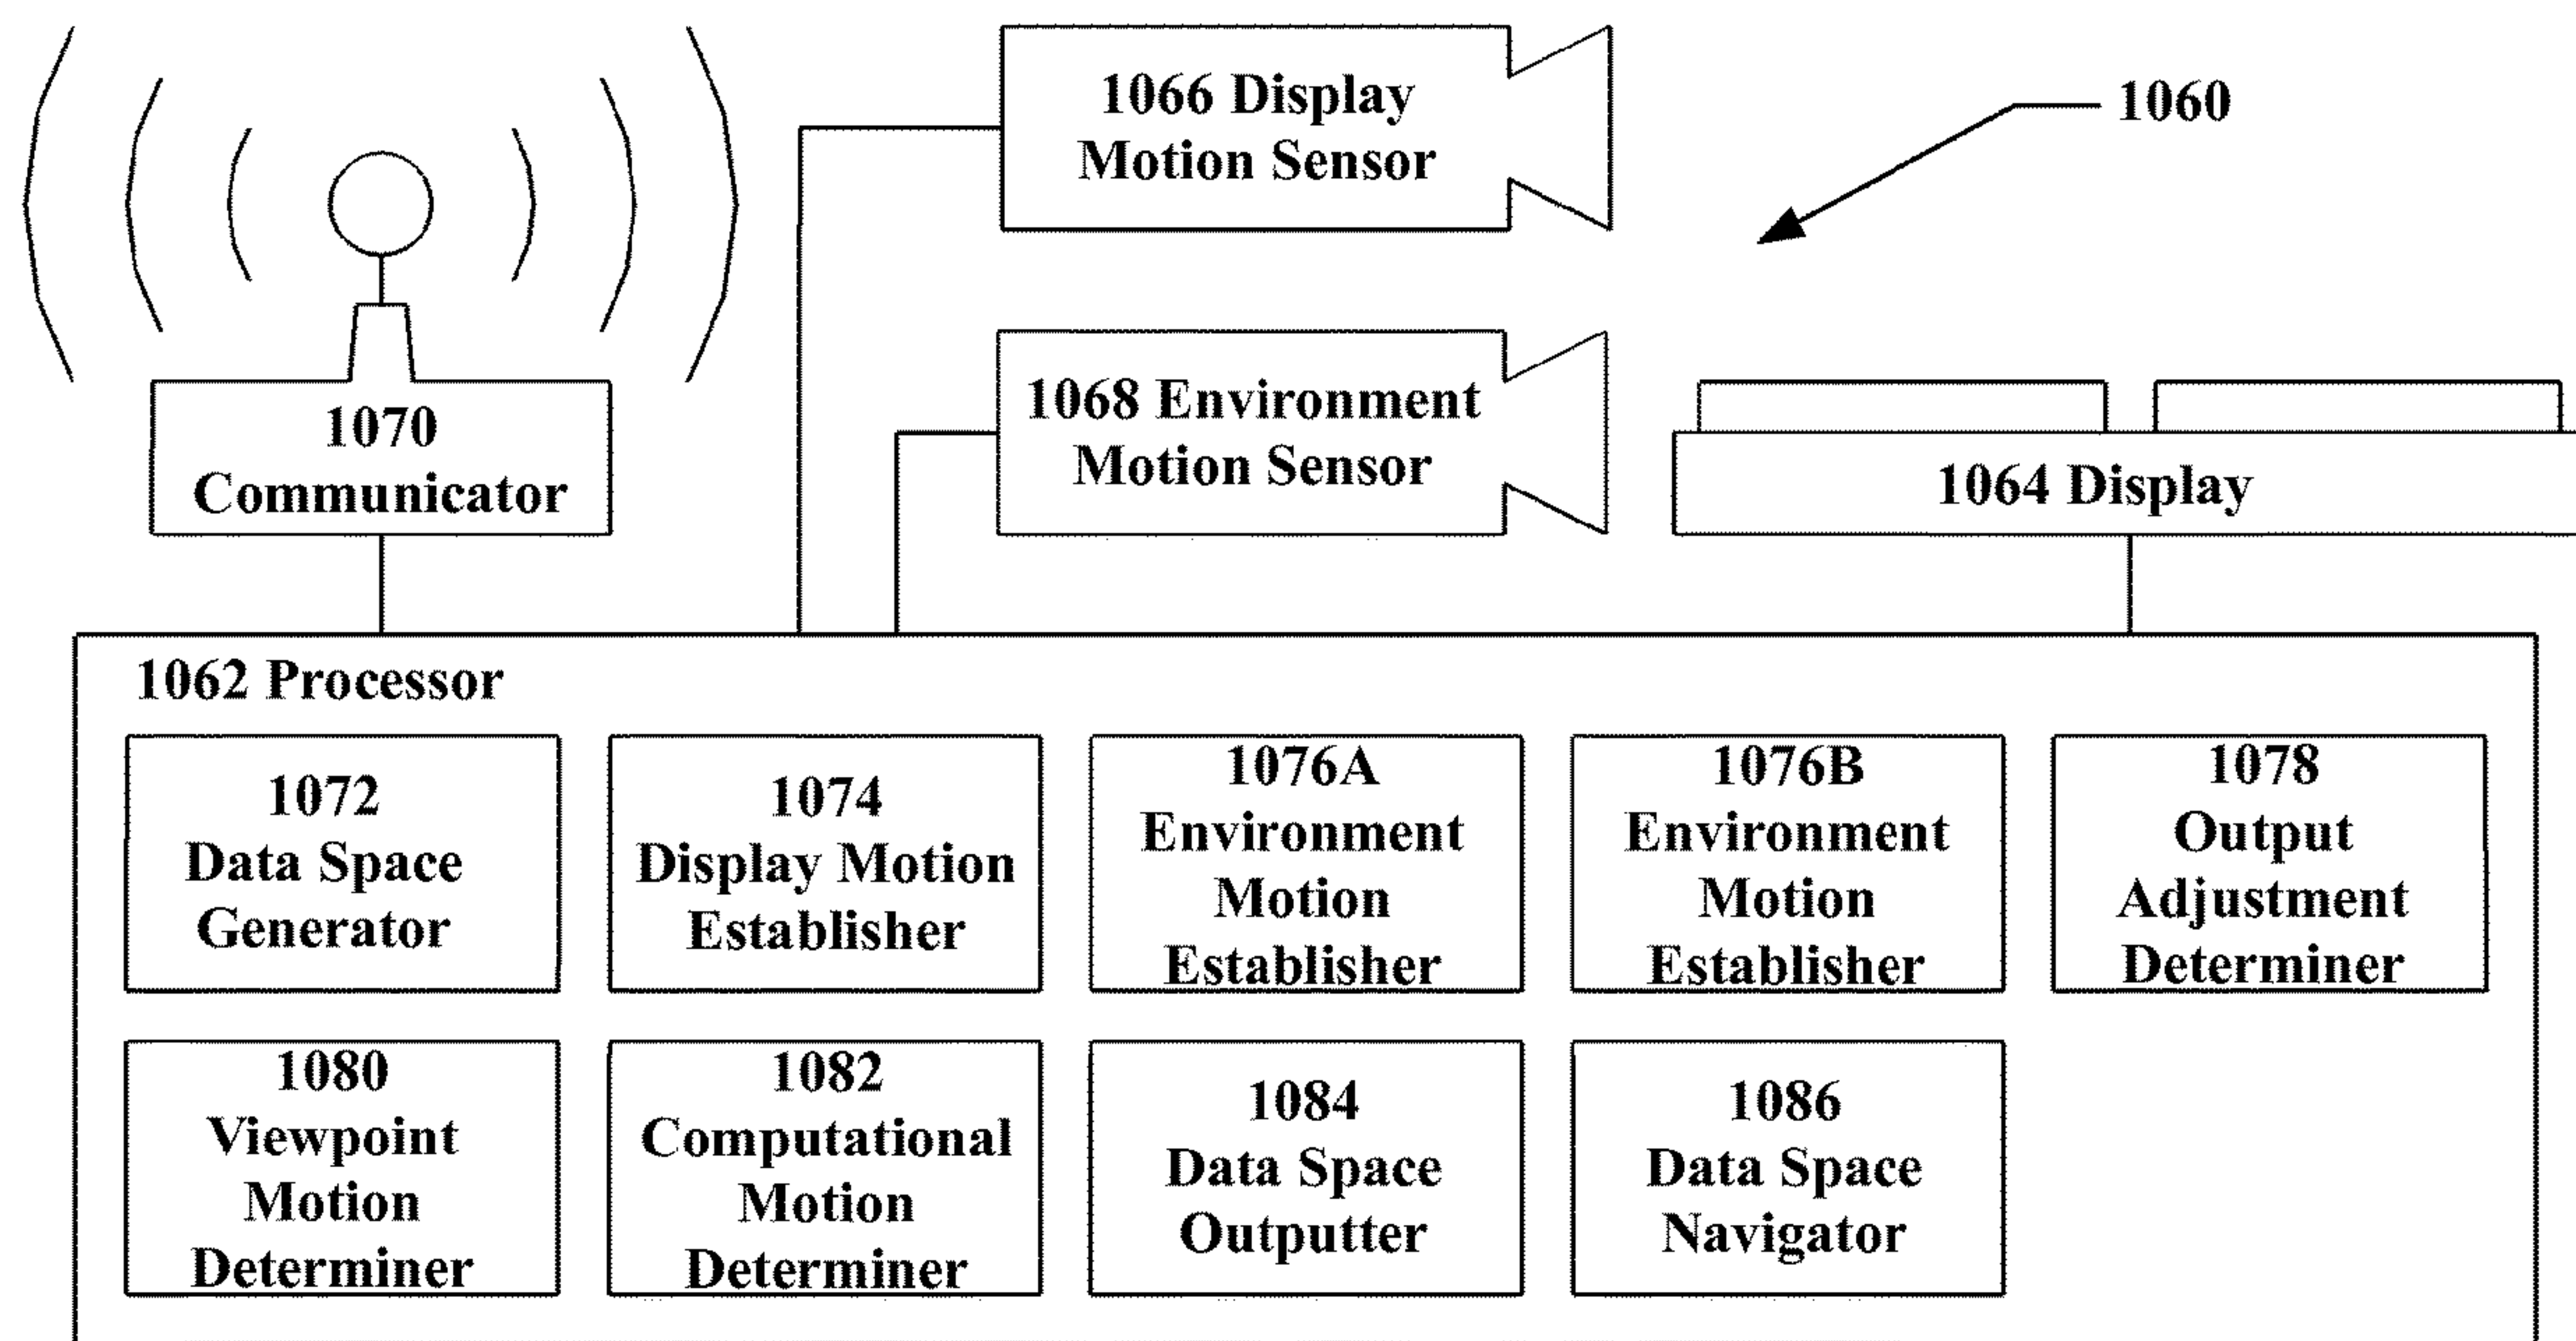 1066 Display
Motion Sensor
1060
1070
Communicator
1068 Environment
Motion Sensor
1064 Display
1062 Processor
1072
Data Space
Generator
1074
Display Motion
Establisher
1076A
Environment
Motion
Establisher
1076B
Environment
Motion
Establisher
1078
Output
Adjustment
Determiner
1080
Viewpoint
Motion
Determiner
1082
Computational
Motion
Determiner
1084
Data Space
Outputter
1086
Data Space
Navigator